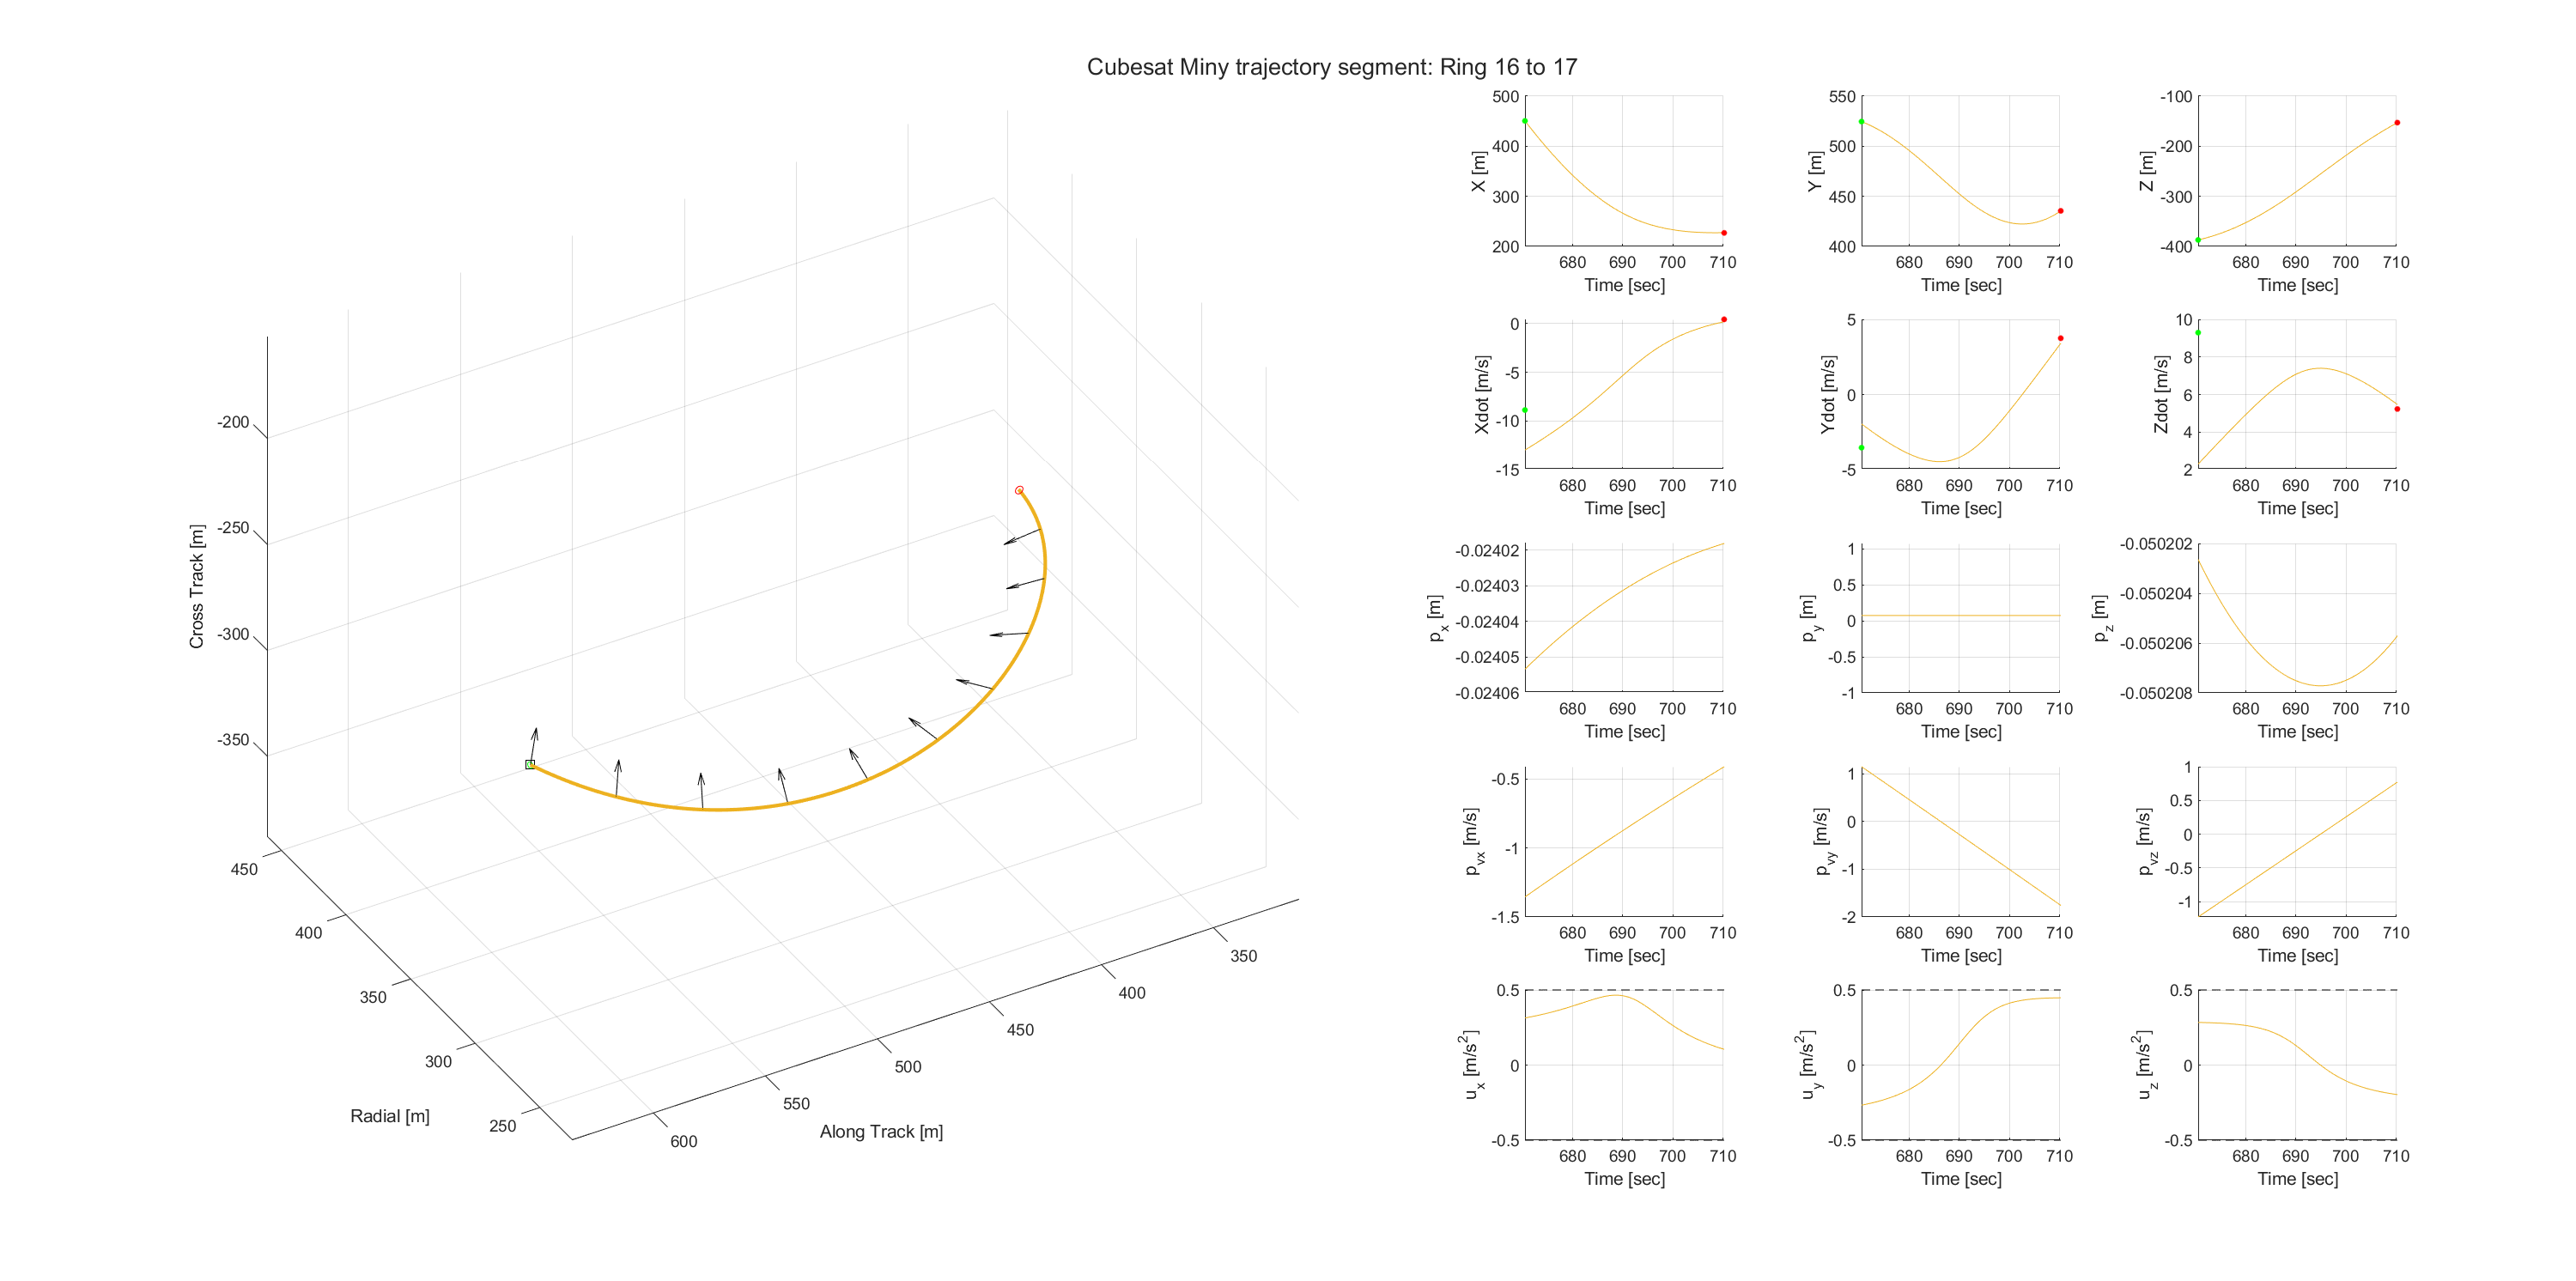 Cubesat Miny trajectory segment: Ring 16 to 17
-200
-250
-300
-350
Cross Track [m]
450
400
350
300
250
Radial [m]
600
550
500
450
400
350
Along Track [m]
500
400
300
200
X [m]
680 690 700 710
Time [sec]
550
500
450
400
Y [m]
680 690 700 710
Time [sec]
-100
-200
-300
-400
Z [m]
680 690 700 710
Time [sec]
0
-5
-10
-15
Xdot [m/s]
680 690 700 710
Time [sec]
5
0
-5
Ydot [m/s]
680 690 700 710
Time [sec]
10
8
6
4
2
Zdot [m/s]
680 690 700 710
Time [sec]
-0.02402
-0.02403
-0.02404
-0.02405
-0.02406
p_x [m]
680 690 700 710
Time [sec]
1
0.5
0
-0.5
-1
p_y [m]
680 690 700 710
Time [sec]
-0.050202
-0.050204
-0.050206
-0.050208
p_z [m]
680 690 700 710
Time [sec]
-0.5
-1
-1.5
p_vx [m/s]
680 690 700 710
Time [sec]
1
0
-1
-2
p_vy [m/s]
680 690 700 710
Time [sec]
1
0.5
0
-0.5
-1
p_vz [m/s]
680 690 700 710
Time [sec]
0.5
0
-0.5
u_x [m/s²]
680 690 700 710
Time [sec]
0.5
0
-0.5
u_y [m/s²]
680 690 700 710
Time [sec]
0.5
0
-0.5
u_z [m/s²]
680 690 700 710
Time [sec]